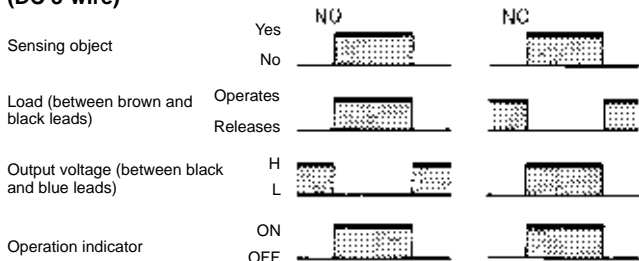 (DC 3-wire)
NO NC
Sensing object
Yes
No
Load (between brown and
black leads)
Operates
Releases
Output voltage (between black
and blue leads)
H
L
Operation indicator
ON
OFF